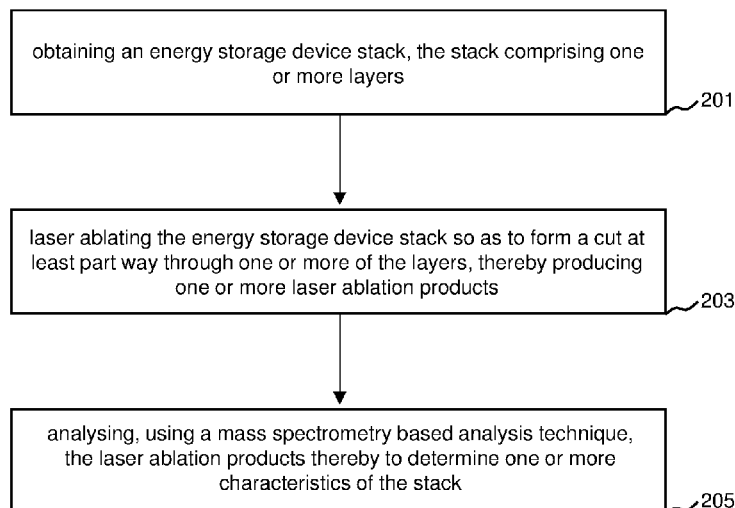 obtaining an energy storage device stack, the stack comprising one
or more layers
201
laser ablating the energy storage device stack so as to form a cut at
least part way through one or more of the layers, thereby producing
one or more laser ablation products
203
analysing, using a mass spectrometry based analysis technique,
the laser ablation products thereby to determine one or more
characteristics of the stack
205